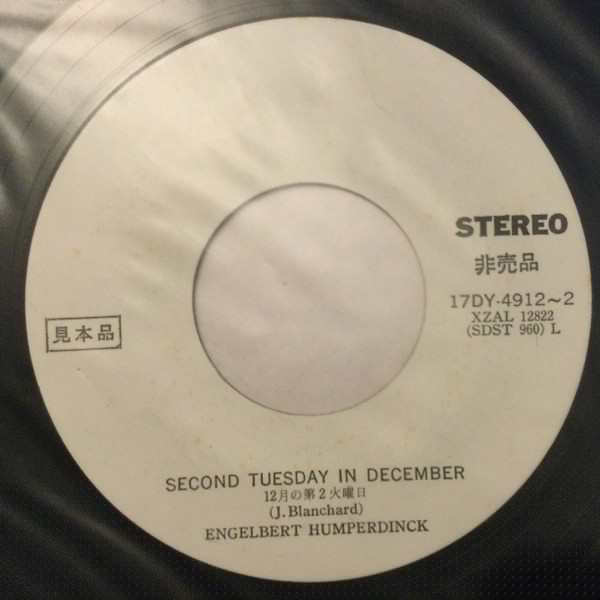 STEREO
非売品
17DY-4912~2
XZAL 12822
(SDST 960) L
見本品
SECOND TUESDAY IN DECEMBER
12月の第2火曜日
(J. Blanchard)
ENGELBERT HUMPERDINCK